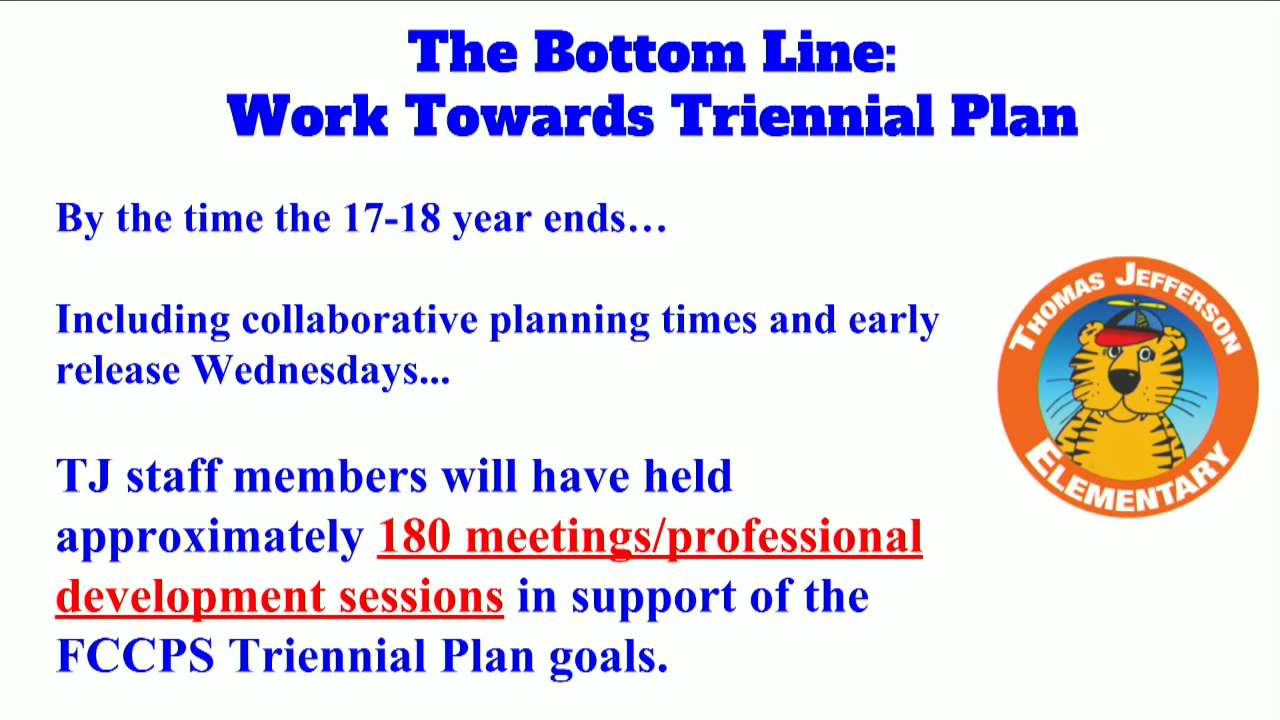 The Bottom Line:
Work Towards Triennial Plan
By the time the 17-18 year ends…
Including collaborative planning times and early
release Wednesdays...
TJ staff members will have held
approximately 180 meetings/professional
development sessions in support of the
FCCPS Triennial Plan goals.
THOMAS JEFFERSON
ELEMENTARY